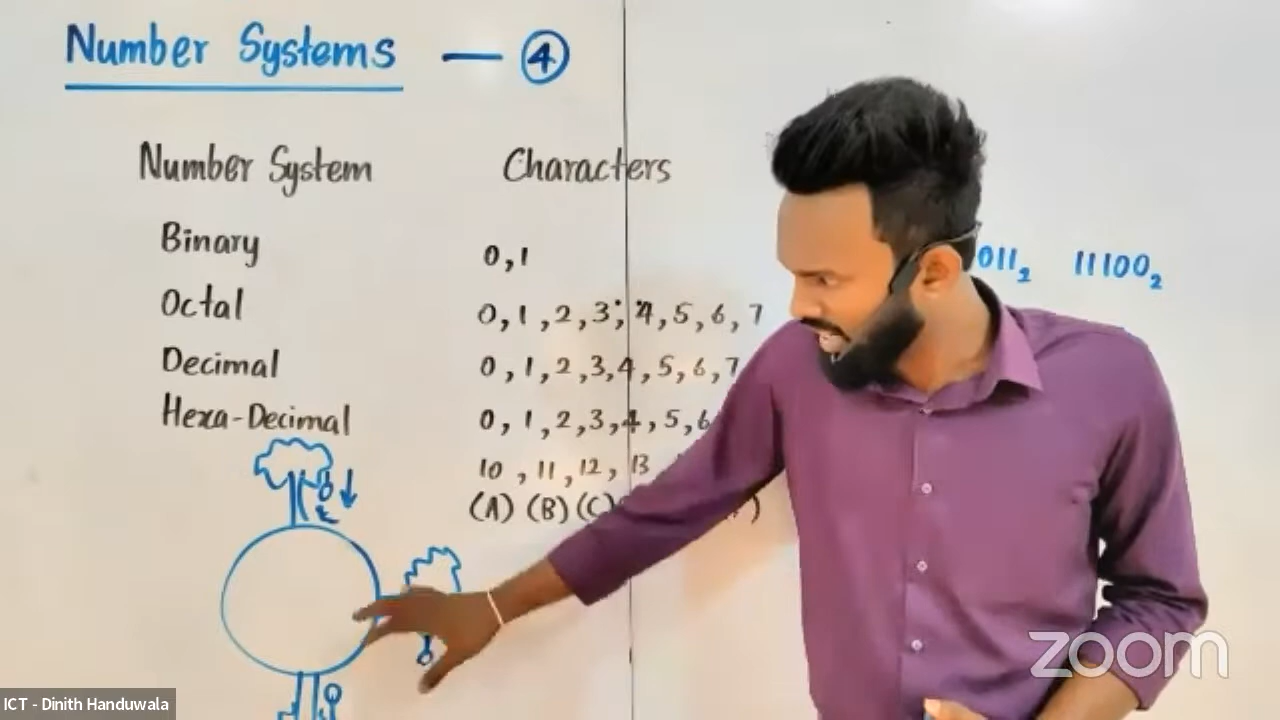 Number Systems — ④
Number System Characters
Binary 0,1
011₂ 11100₂
Octal 0, 1, 2, 3, 4, 5, 6, 7
Decimal 0, 1, 2, 3, 4, 5, 6, 7
Hexa-Decimal 0, 1, 2, 3, 4, 5, 6
10, 11, 12, 13
(A) (B) (C)
zoom
ICT - Dinith Handuwala